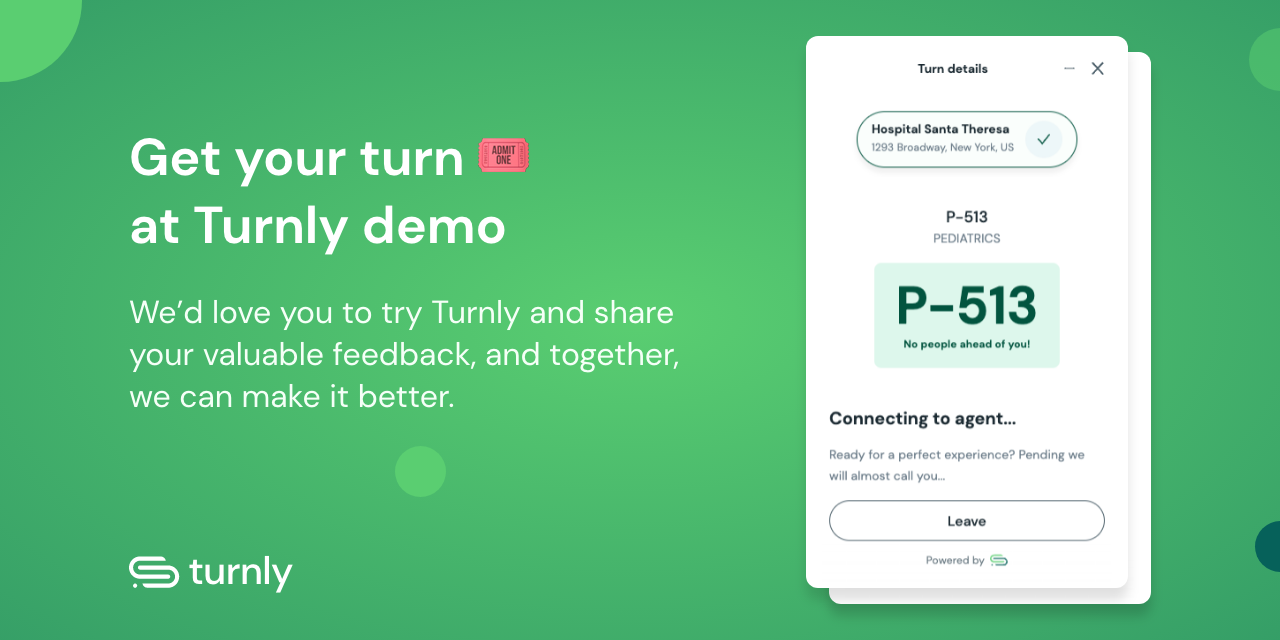 Get your turn
ADMIT
ONE
at Turnly demo
We’d love you to try Turnly and share
your valuable feedback, and together,
we can make it better.
turnly
Turn details
Hospital Santa Theresa
1293 Broadway, New York, US
P-513
PEDIATRICS
P-513
No people ahead of you!
Connecting to agent...
Ready for a perfect experience? Pending we
will almost call you...
Leave
Powered by